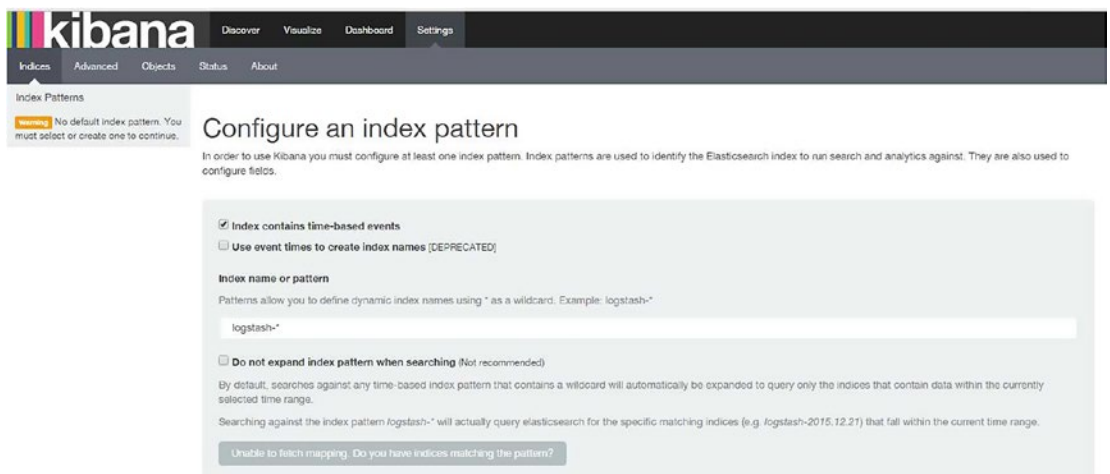 kibana
Discover Visualize Dashboard Settings
Indices Advanced Objects Status About
Index Patterns
Warning No default index pattern. You
must select or create one to continue.
Configure an index pattern
In order to use Kibana you must configure at least one index pattern. Index patterns are used to identify the Elasticsearch index to run search and analytics against. They are also used to
configure fields.
Index contains time-based events
Use event times to create index names [DEPRECATED]
Index name or pattern
Patterns allow you to define dynamic index names using * as a wildcard. Example: logstash-*
logstash-*
Do not expand index pattern when searching (Not recommended)
By default, searches against any time-based index pattern that contains a wildcard will automatically be expanded to query only the indices that contain data within the currently
selected time range.
Searching against the index pattern logstash-* will actually query elasticsearch for the specific matching indices (e.g. logstash-2015.12.21) that fall within the current time range.
Unable to fetch mapping. Do you have indices matching the pattern?